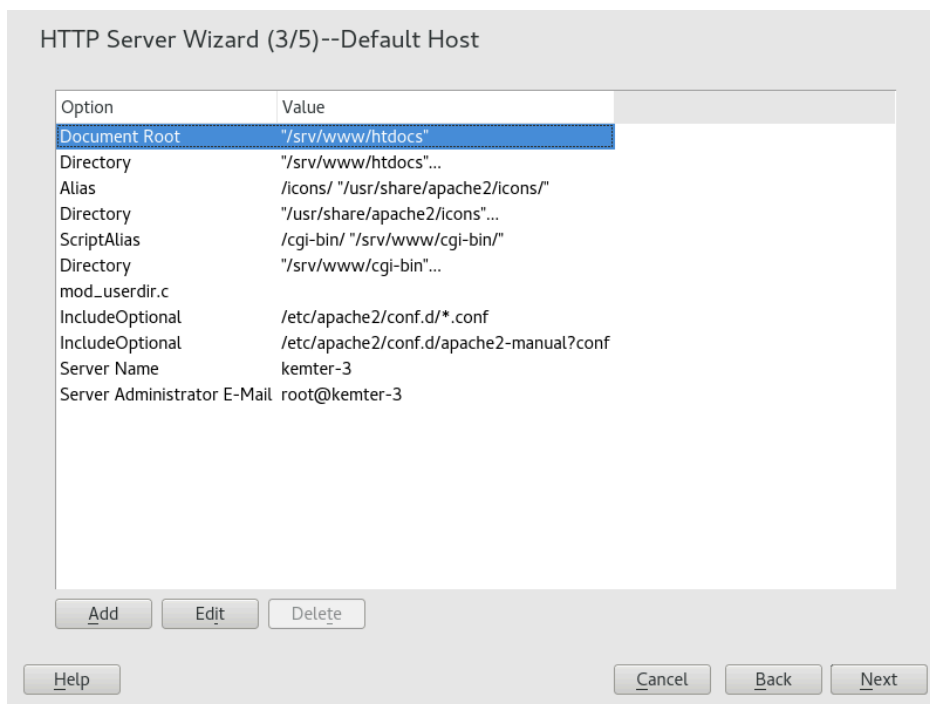 HTTP Server Wizard (3/5)--Default Host
Option Value
Document Root "/srv/www/htdocs"
Directory "/srv/www/htdocs"...
Alias /icons/ "/usr/share/apache2/icons/"
Directory "/usr/share/apache2/icons"...
ScriptAlias /cgi-bin/ "/srv/www/cgi-bin/"
Directory "/srv/www/cgi-bin"...
mod_userdir.c
IncludeOptional /etc/apache2/conf.d/*.conf
IncludeOptional /etc/apache2/conf.d/apache2-manual?conf
Server Name kemter-3
Server Administrator E-Mail root@kemter-3
Add Edit Delete
Help Cancel Back Next